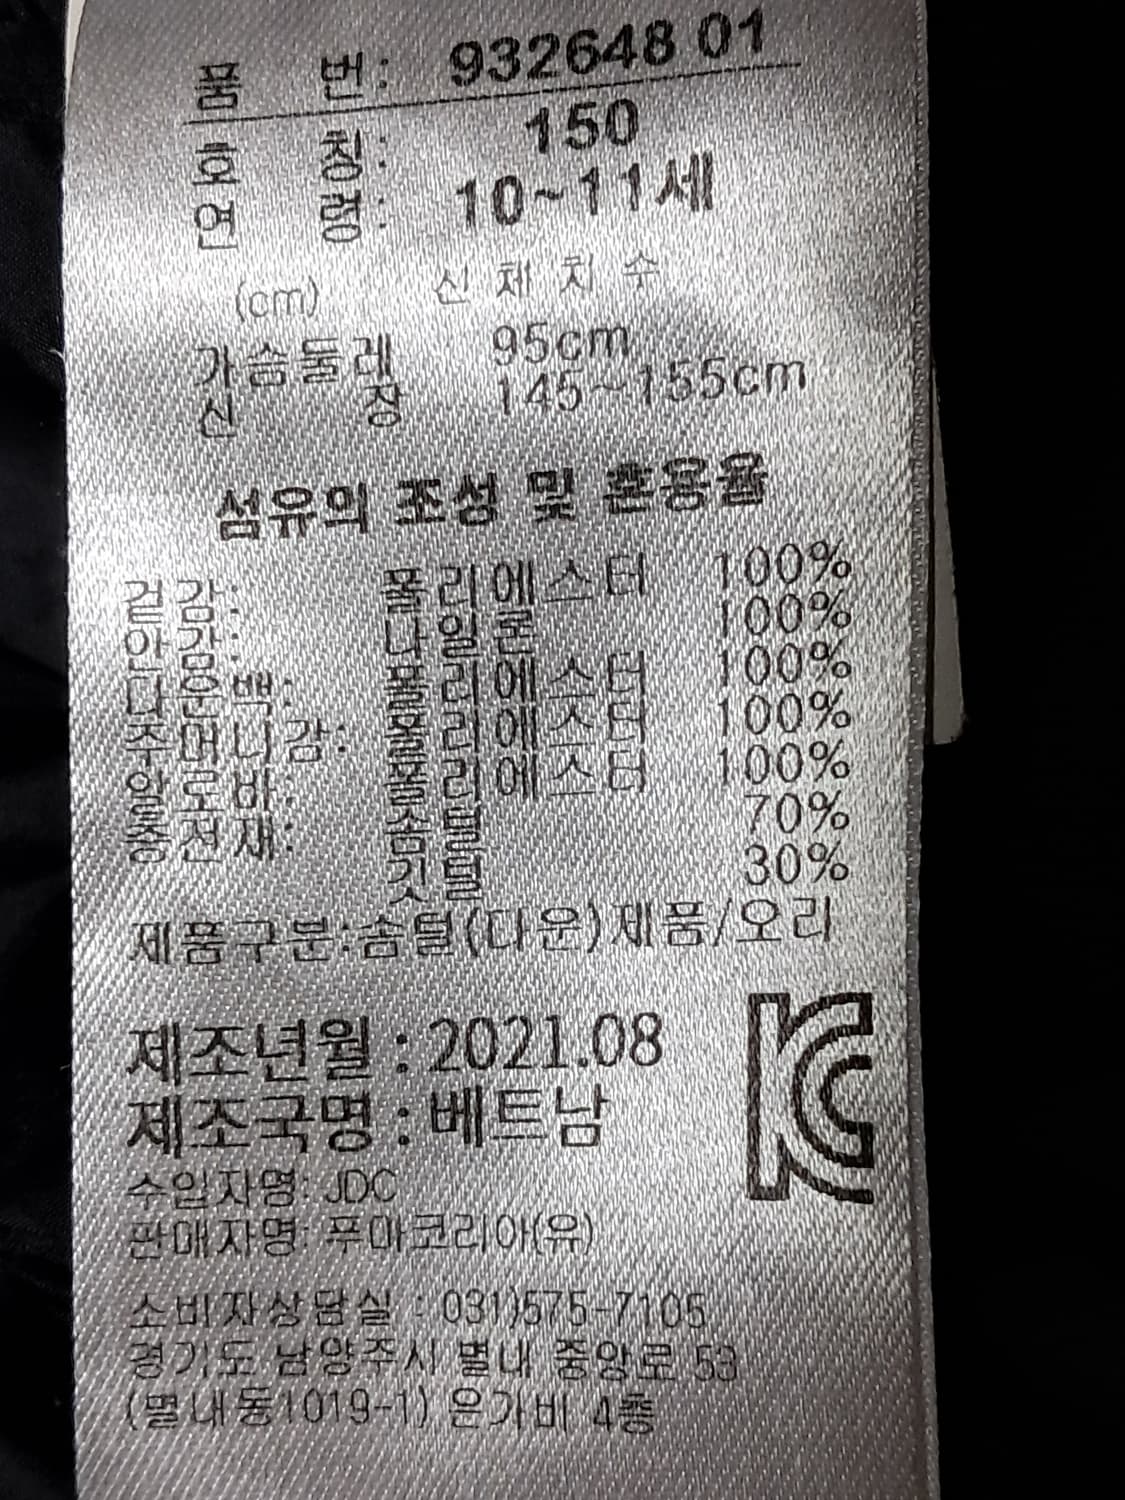 품 번: 932648 01
호 칭: 150
연 령: 10~11세
(cm) 신체치수
가슴둘레 95cm
신 장 145~155cm
섬유의 조성 및 혼용율
겉감: 폴리에스터 100%
안감: 나일론 100%
다운백: 폴리에스터 100%
주머니감: 폴리에스터 100%
알로바: 폴리에스터 100%
충전재: 솜털 70%
깃털 30%
제품구분:솜털(다운)제품/오리
제조년월 : 2021.08
제조국명 : 베트남
수입자명: JDC
판매자명: 푸마코리아(유)
소비자상담실 : 031)575-7105
경기도 남양주시 별내 중앙로 53
(별내동1019-1) 은가비 4층